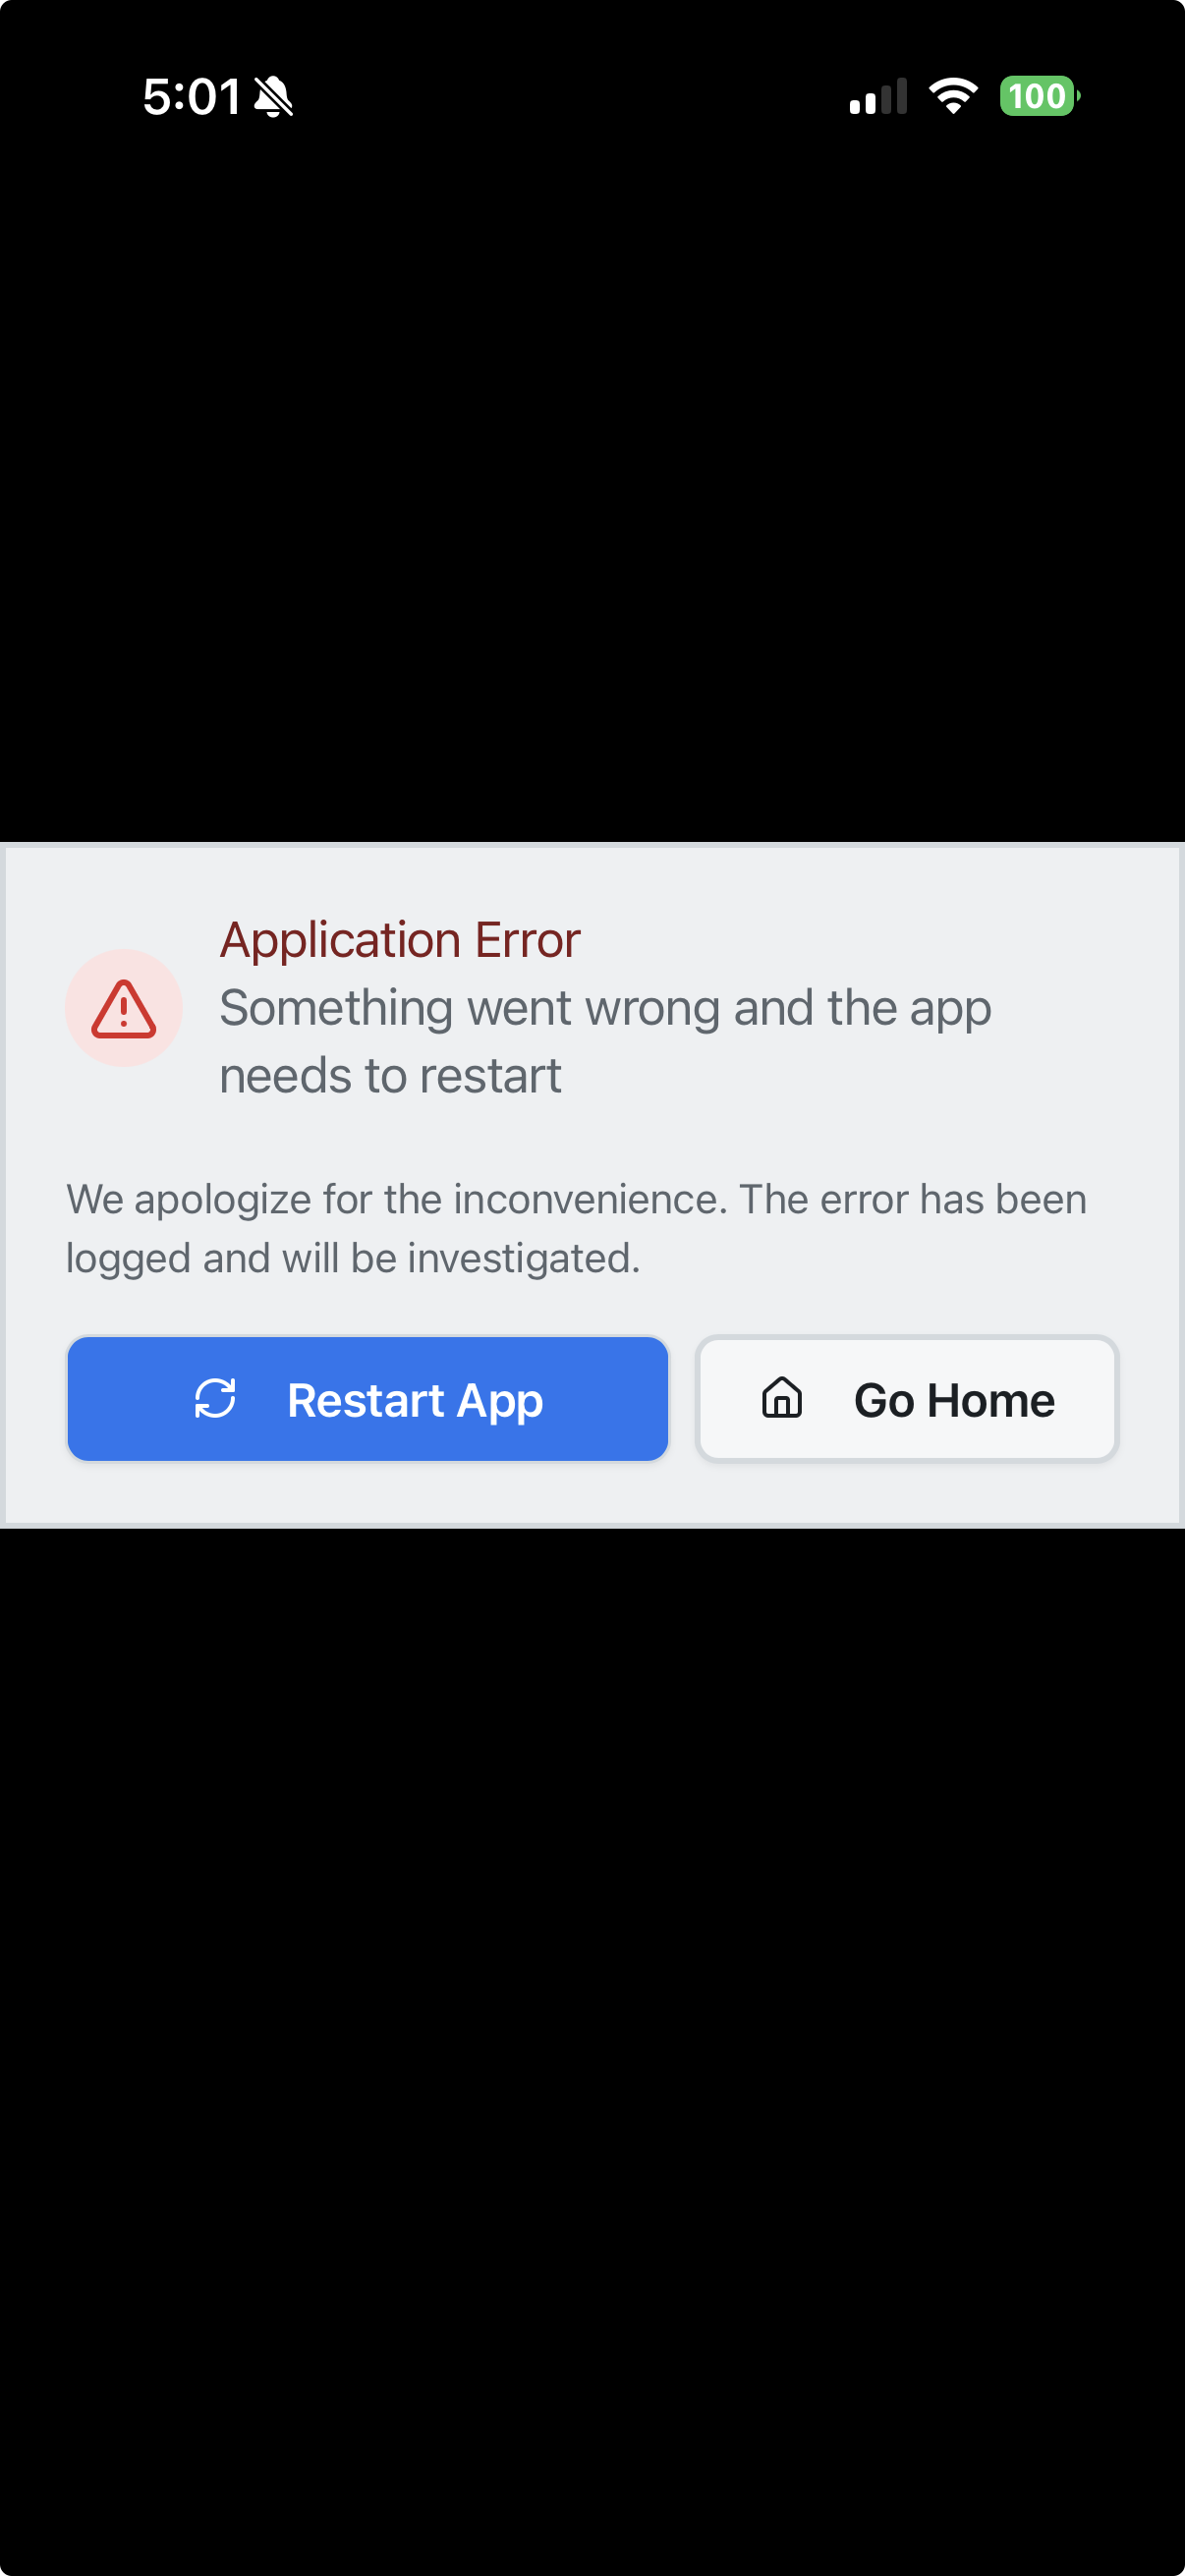 5:01
100
Application Error
Something went wrong and the app
needs to restart
We apologize for the inconvenience. The error has been
logged and will be investigated.
Restart App
Go Home